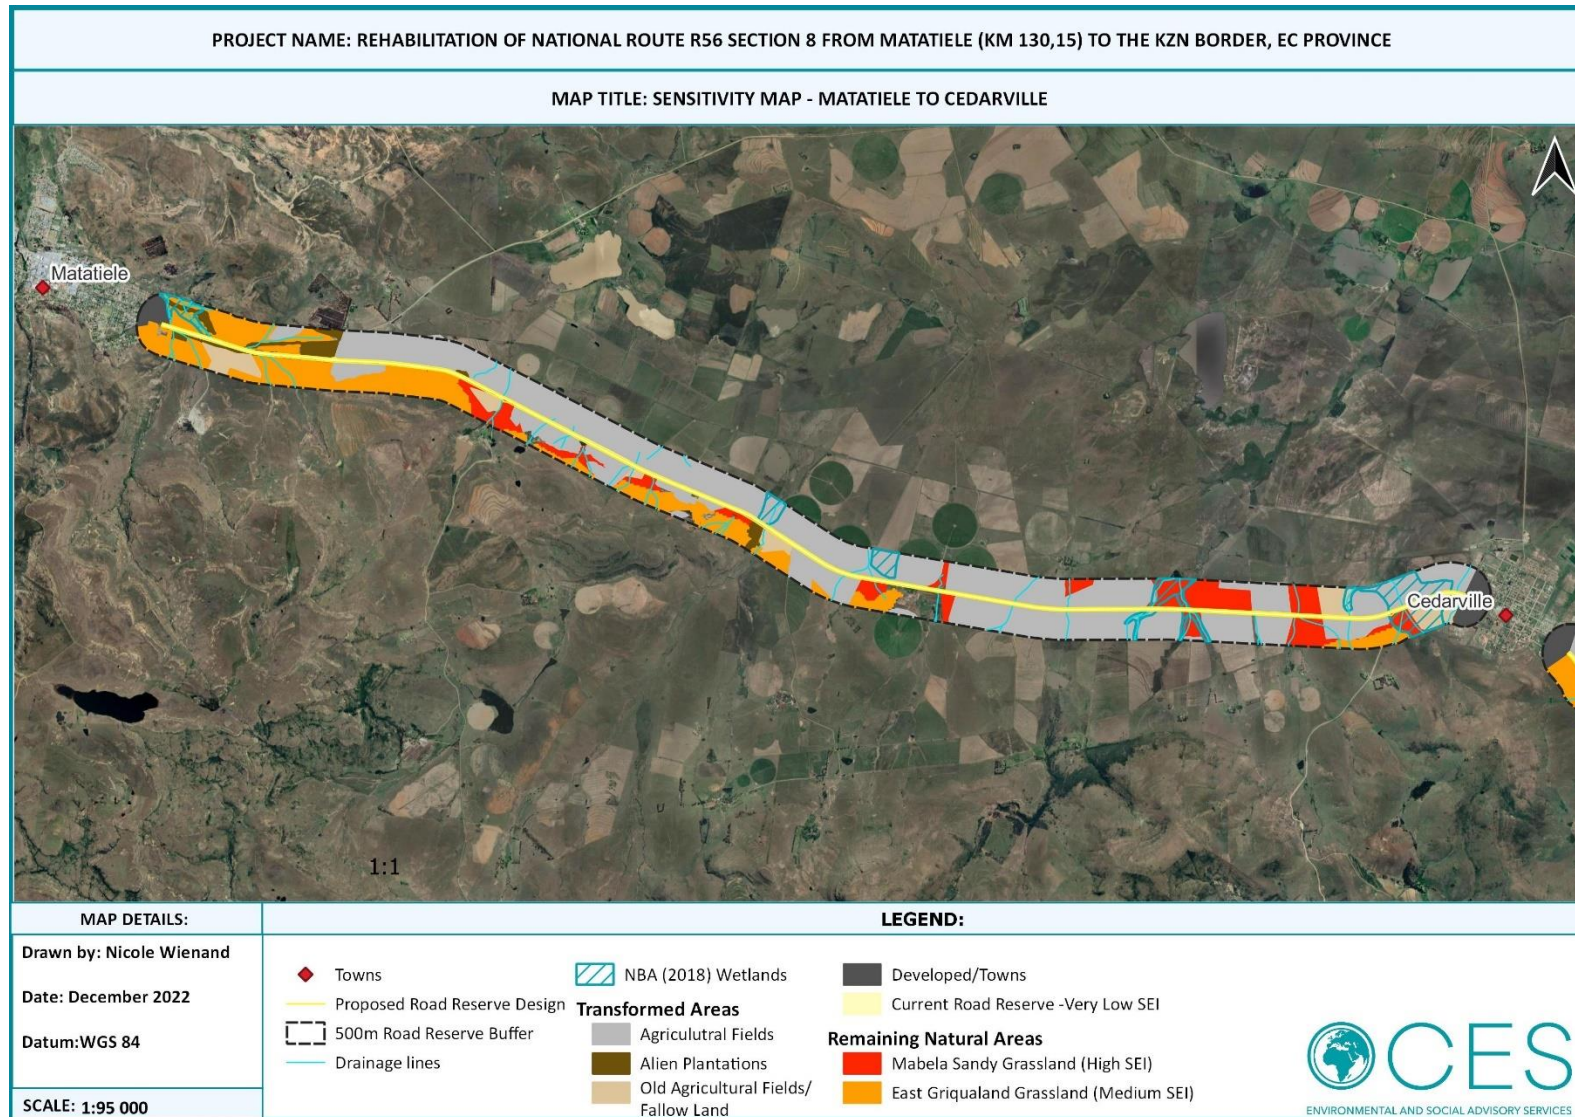 PROJECT NAME: REHABILITATION OF NATIONAL ROUTE R56 SECTION 8 FROM MATATIELE (KM 130,15) TO THE KZN BORDER, EC PROVINCE
MAP TITLE: SENSITIVITY MAP - MATATIELE TO CEDARVILLE
Matatiele
Cedarville
1:1
MAP DETAILS:
Drawn by: Nicole Wienand
Date: December 2022
Datum:WGS 84
SCALE: 1:95 000
LEGEND:
Towns
Proposed Road Reserve Design
500m Road Reserve Buffer
Drainage lines
NBA (2018) Wetlands
Transformed Areas
Agriculutral Fields
Alien Plantations
Old Agricultural Fields/
Fallow Land
Developed/Towns
Current Road Reserve -Very Low SEI
Remaining Natural Areas
Mabela Sandy Grassland (High SEI)
East Griqualand Grassland (Medium SEI)
CES
ENVIRONMENTAL AND SOCIAL ADVISORY SERVICES